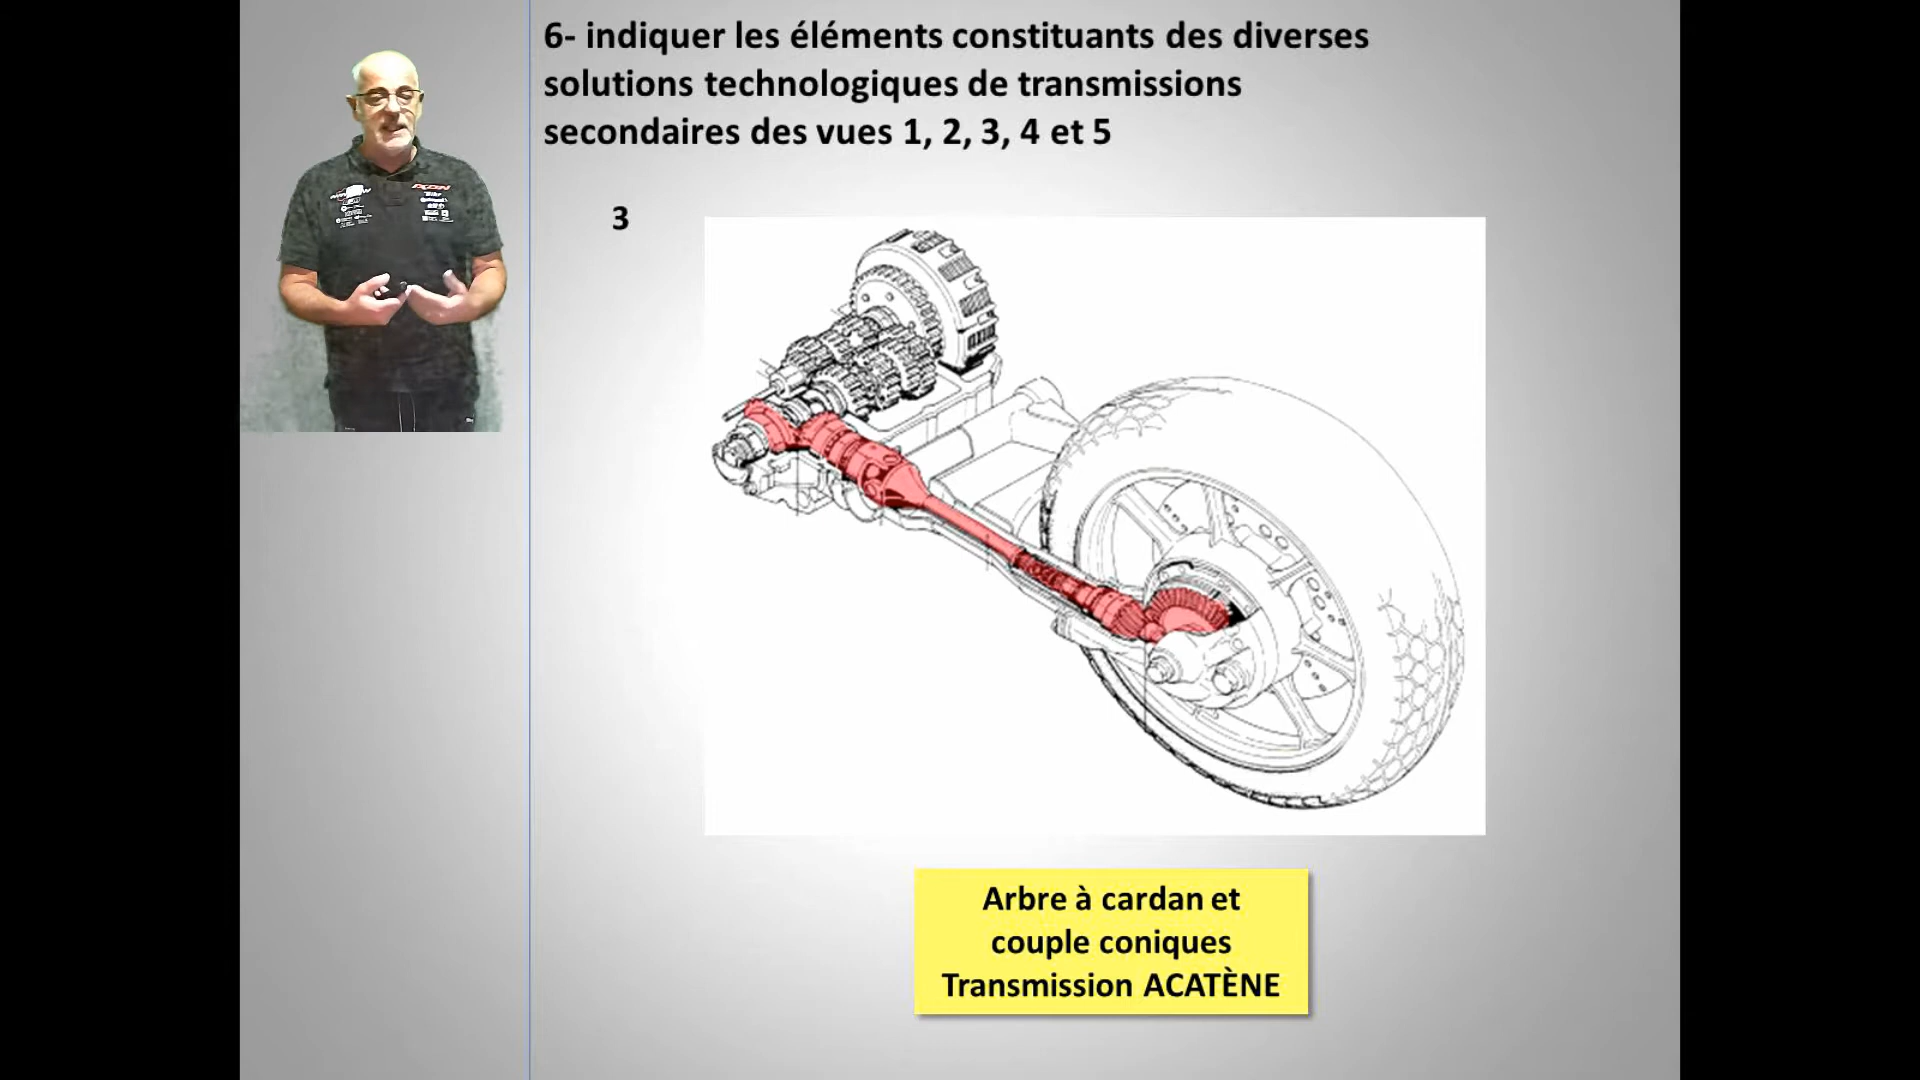 6- indiquer les éléments constituants des diverses
solutions technologiques de transmissions
secondaires des vues 1, 2, 3, 4 et 5
3
Arbre à cardan et
couple coniques
Transmission ACATÈNE
IXON